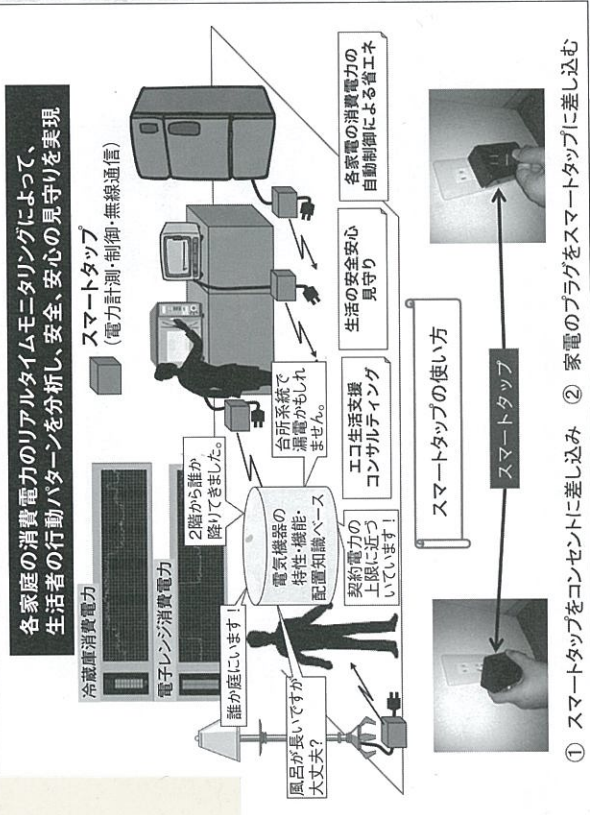 各家庭の消費電力のリアルタイムモニタリングによって、
生活者の行動パターンを分析し、安全、安心の見守りを実現
冷蔵庫消費電力
電子レンジ消費電力
スマートタップ
(電力計測・制御・無線通信)
2階から誰か
降りてきました。
誰か庭にいます!
台所系統で
漏電かもしれ
ません。
電気機器の
特性・機能・
配置知識ベース
風呂が長いですが
大丈夫?
契約電力の
上限に近づ
いています!
エコ生活支援
コンサルティング
生活の安全安心
見守り
各家電の消費電力の
自動制御による省エネ
スマートタップの使い方
スマートタップ
① スマートタップをコンセントに差し込み ② 家電のプラグをスマートタップに差し込む